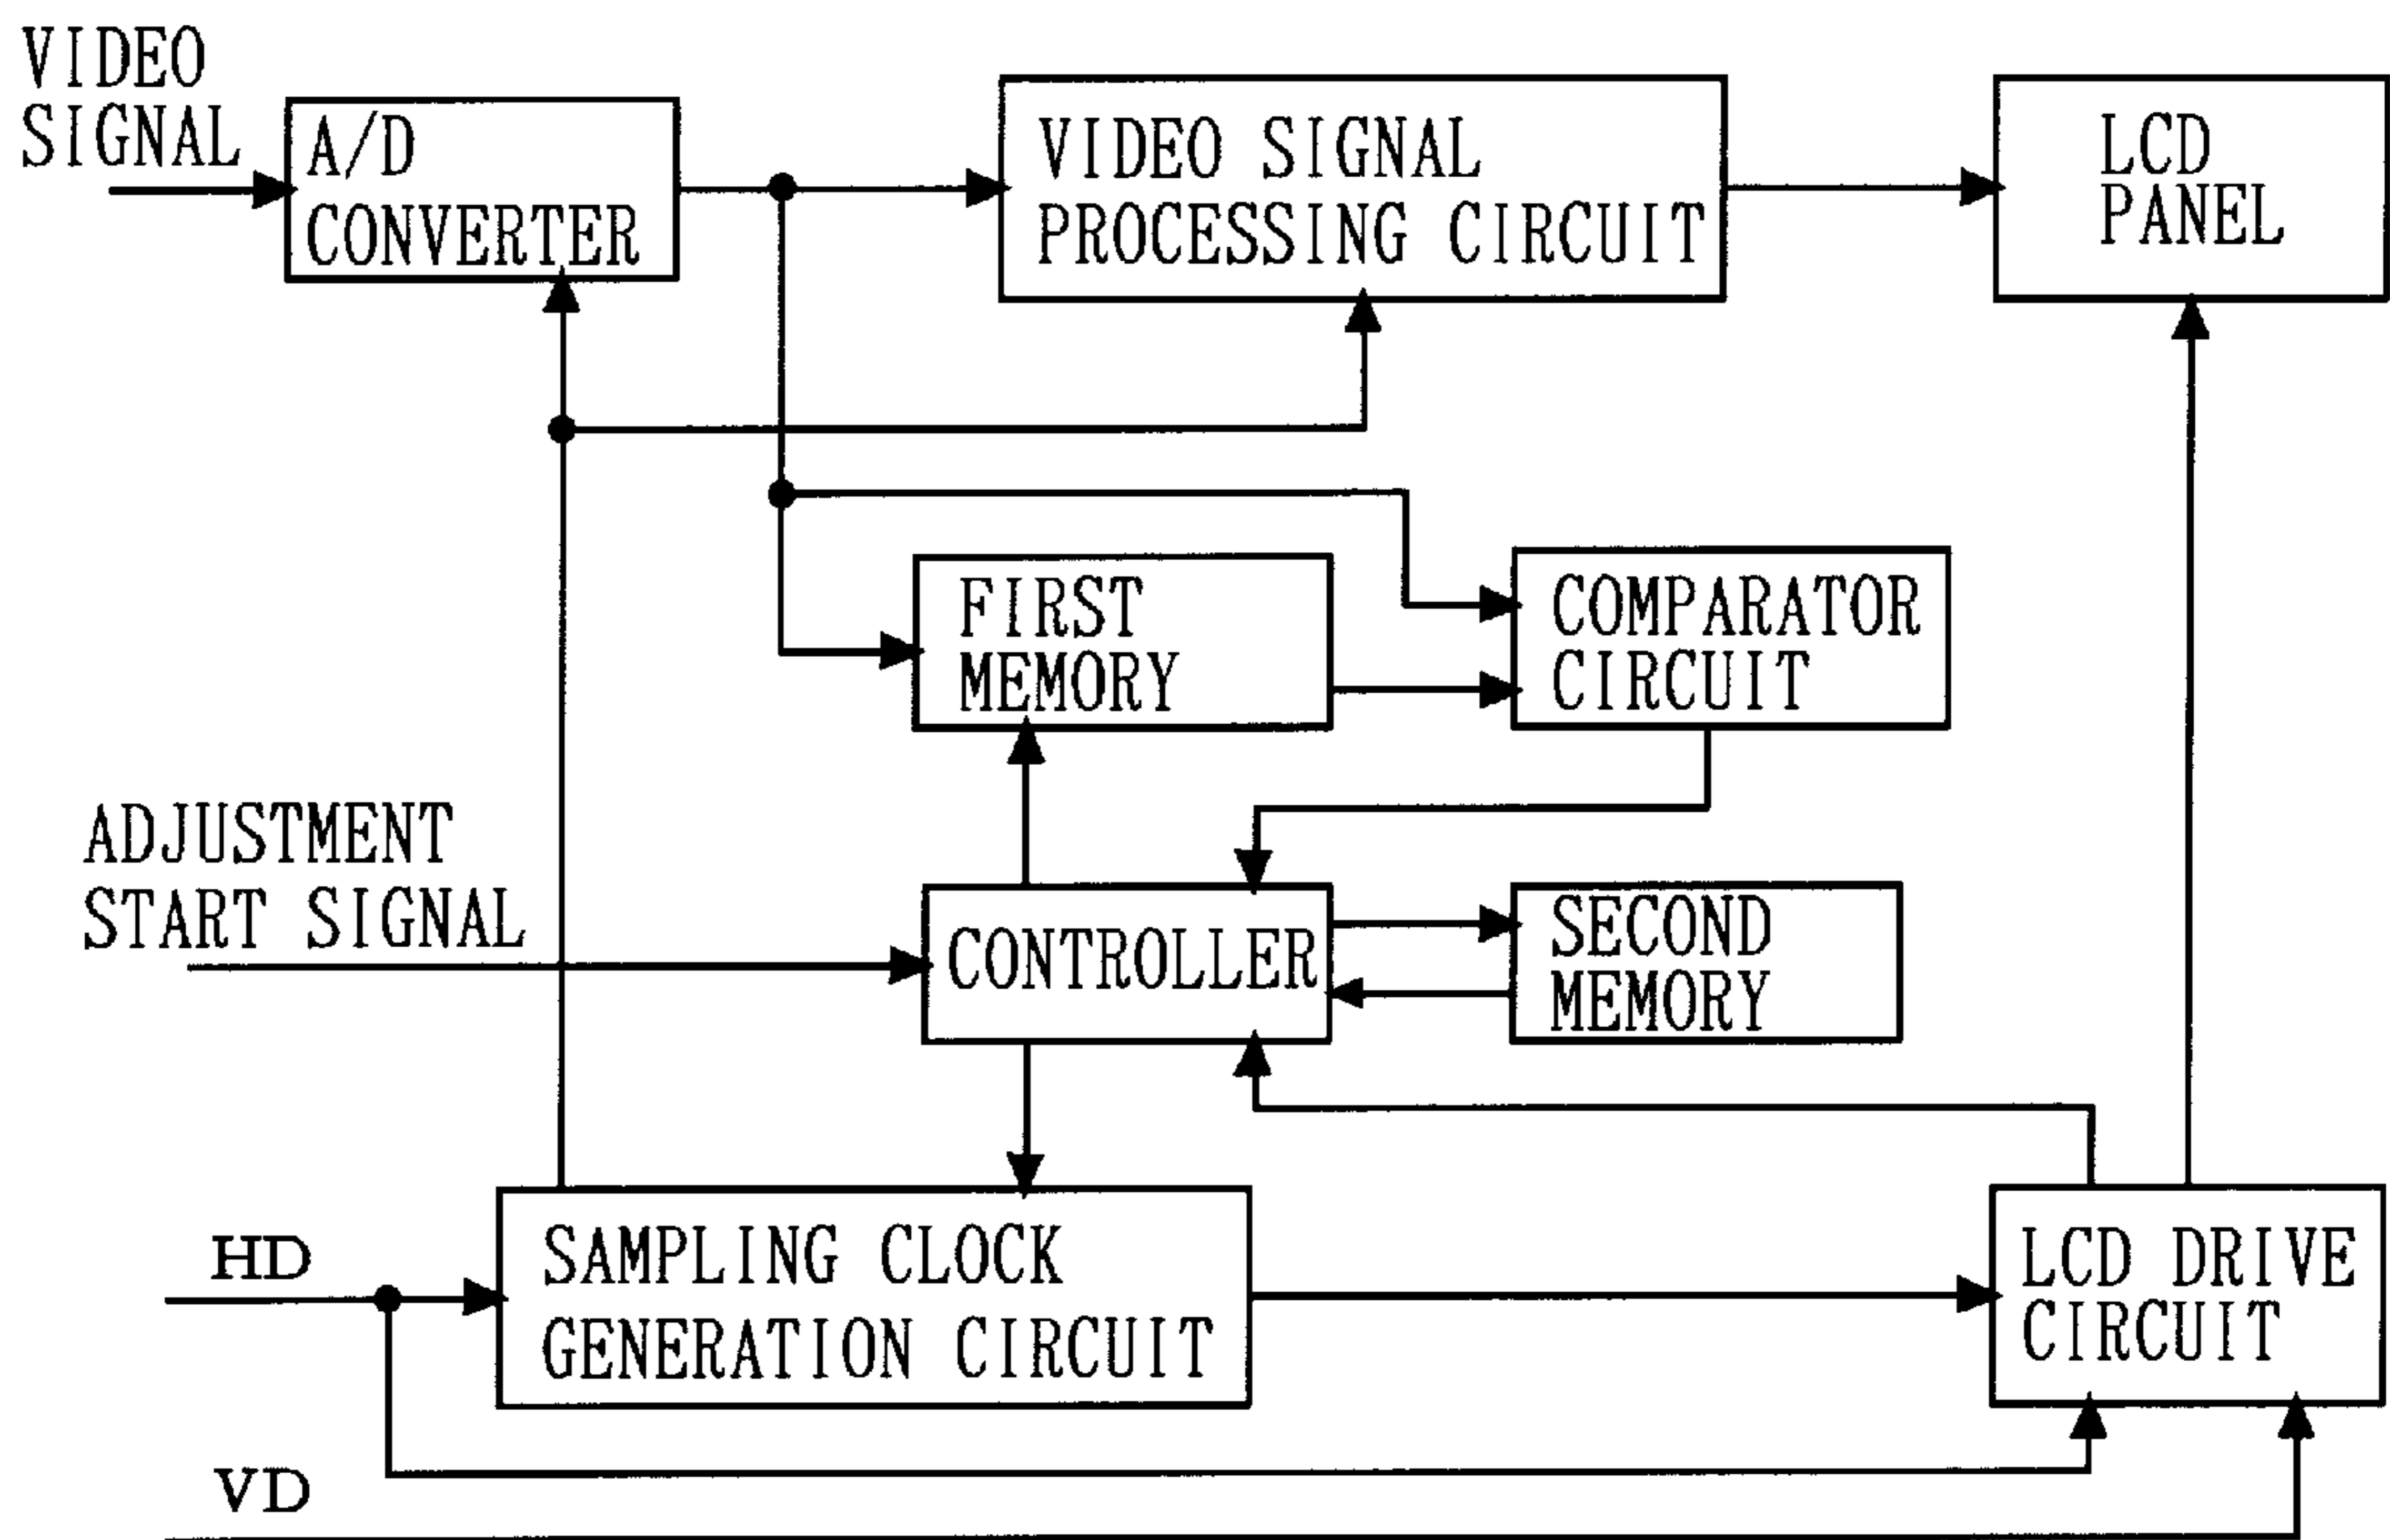 VIDEO
SIGNAL
A/D
CONVERTER
VIDEO SIGNAL
PROCESSING CIRCUIT
LCD
PANEL
FIRST
MEMORY
COMPARATOR
CIRCUIT
ADJUSTMENT
START SIGNAL
CONTROLLER
SECOND
MEMORY
HD
SAMPLING CLOCK
GENERATION CIRCUIT
LCD DRIVE
CIRCUIT
VD